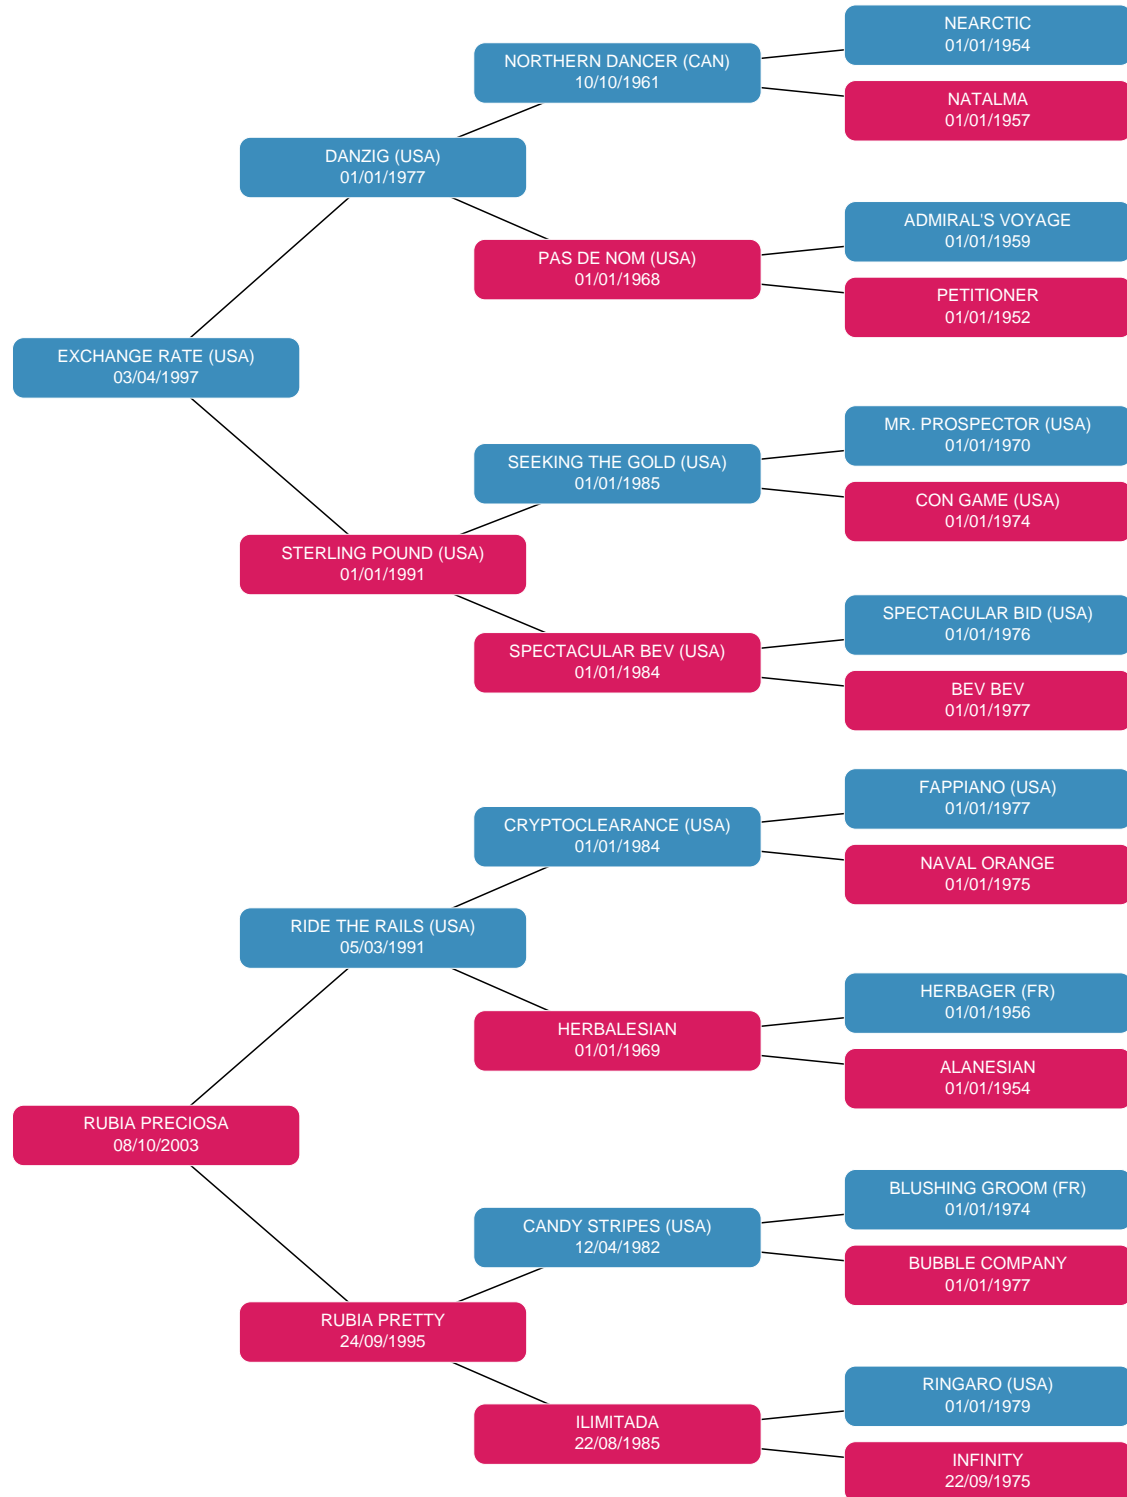 NEARCTIC
01/01/1954
NORTHERN DANCER (CAN)
10/10/1961
NATALMA
01/01/1957
DANZIG (USA)
01/01/1977
ADMIRAL'S VOYAGE
01/01/1959
PAS DE NOM (USA)
01/01/1968
PETITIONER
01/01/1952
EXCHANGE RATE (USA)
03/04/1997
MR. PROSPECTOR (USA)
01/01/1970
SEEKING THE GOLD (USA)
01/01/1985
CON GAME (USA)
01/01/1974
STERLING POUND (USA)
01/01/1991
SPECTACULAR BID (USA)
01/01/1976
SPECTACULAR BEV (USA)
01/01/1984
BEV BEV
01/01/1977
FAPPIANO (USA)
01/01/1977
CRYPTOCLEARANCE (USA)
01/01/1984
NAVAL ORANGE
01/01/1975
RIDE THE RAILS (USA)
05/03/1991
HERBAGER (FR)
01/01/1956
HERBALESIAN
01/01/1969
ALANESIAN
01/01/1954
RUBIA PRECIOSA
08/10/2003
BLUSHING GROOM (FR)
01/01/1974
CANDY STRIPES (USA)
12/04/1982
BUBBLE COMPANY
01/01/1977
RUBIA PRETTY
24/09/1995
RINGARO (USA)
01/01/1979
ILIMITADA
22/08/1985
INFINITY
22/09/1975